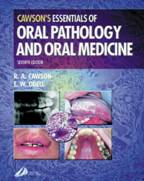 CAWSON'S ESSENTIALS OF
ORAL PATHOLOGY
AND ORAL MEDICINE
SEVENTH EDITION
R. A. CAWSON
E. W. ODELL